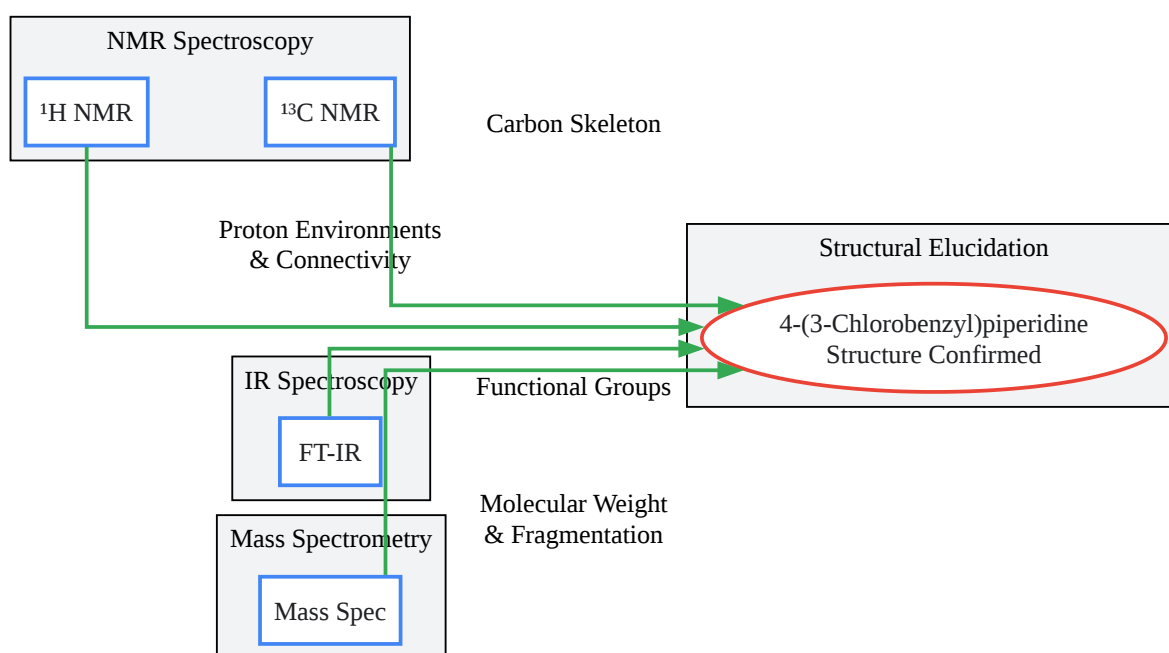 NMR Spectroscopy
¹H NMR
¹³C NMR
Carbon Skeleton
Proton Environments
& Connectivity
Structural Elucidation
4-(3-Chlorobenzyl)piperidine
Structure Confirmed
IR Spectroscopy
Functional Groups
FT-IR
Molecular Weight
& Fragmentation
Mass Spectrometry
Mass Spec